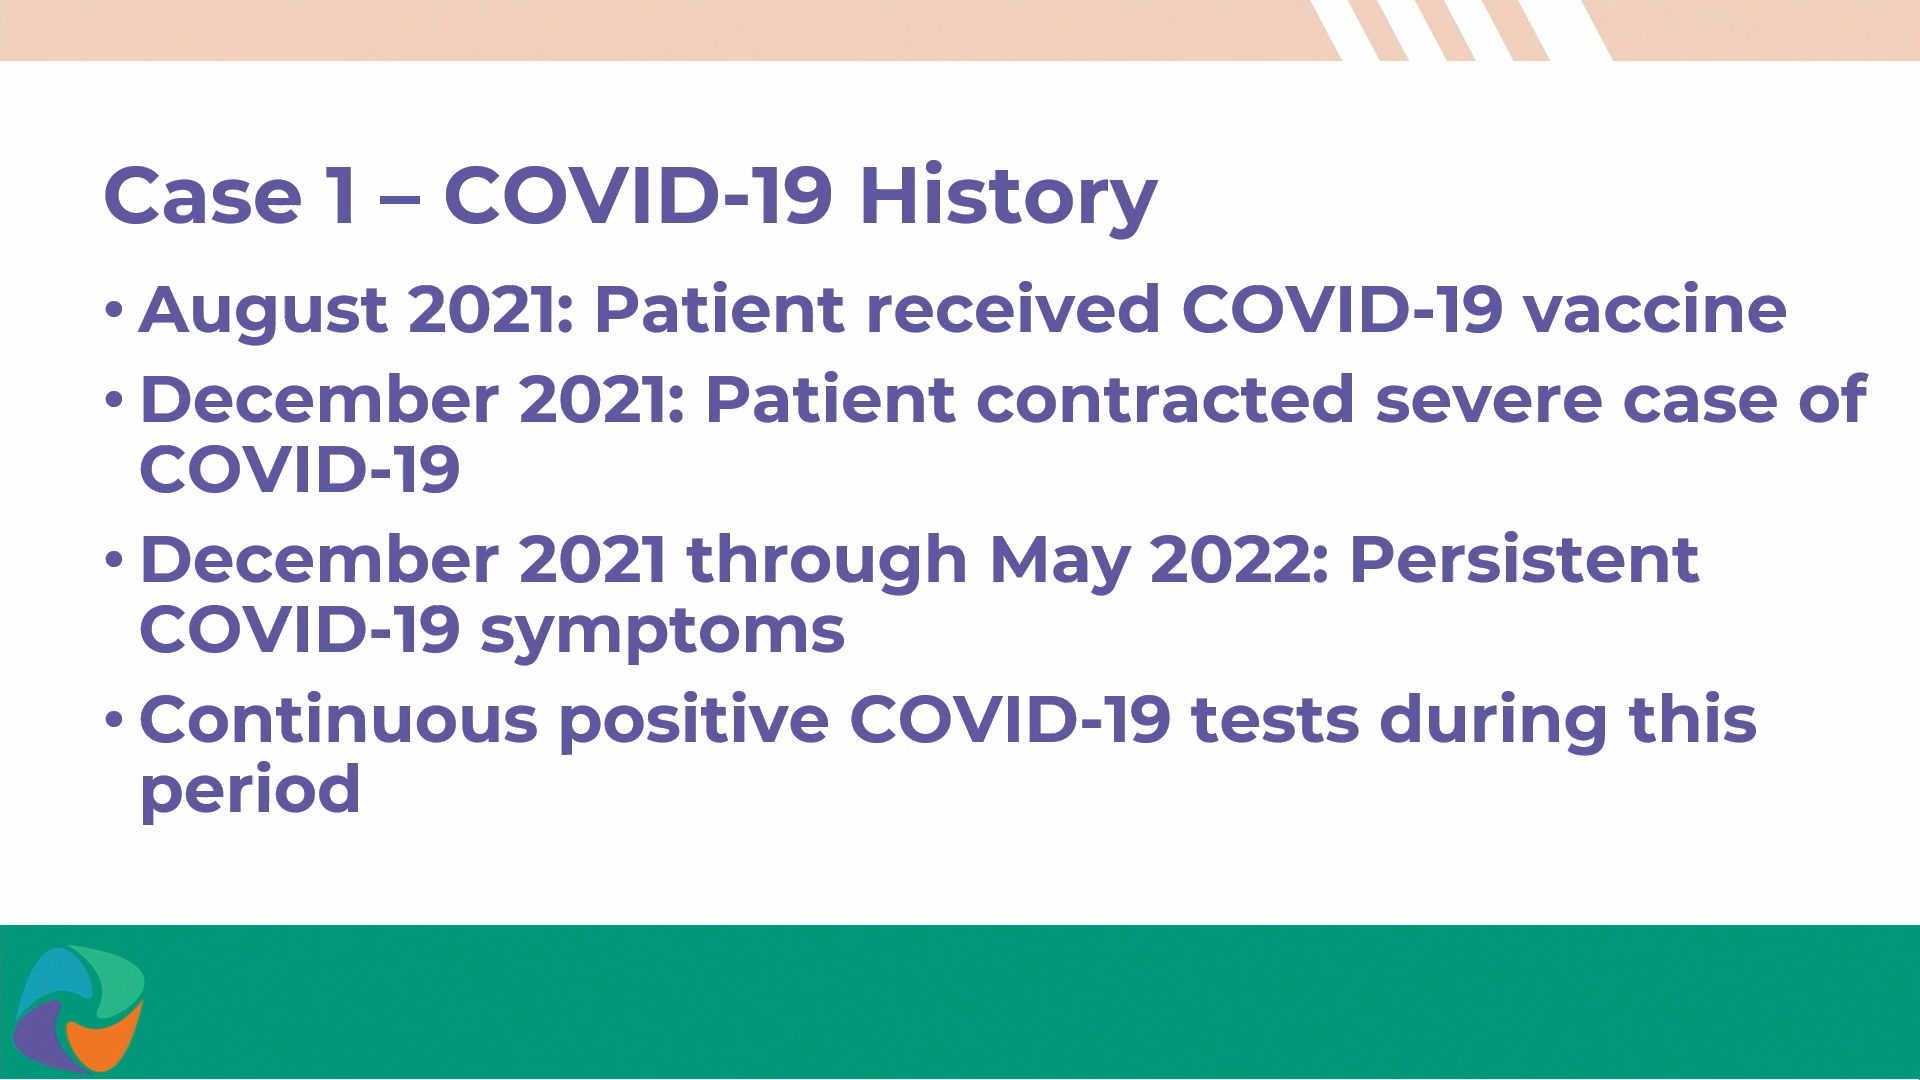 Case 1 – COVID-19 History
• August 2021: Patient received COVID-19 vaccine
• December 2021: Patient contracted severe case of
COVID-19
• December 2021 through May 2022: Persistent
COVID-19 symptoms
• Continuous positive COVID-19 tests during this
period